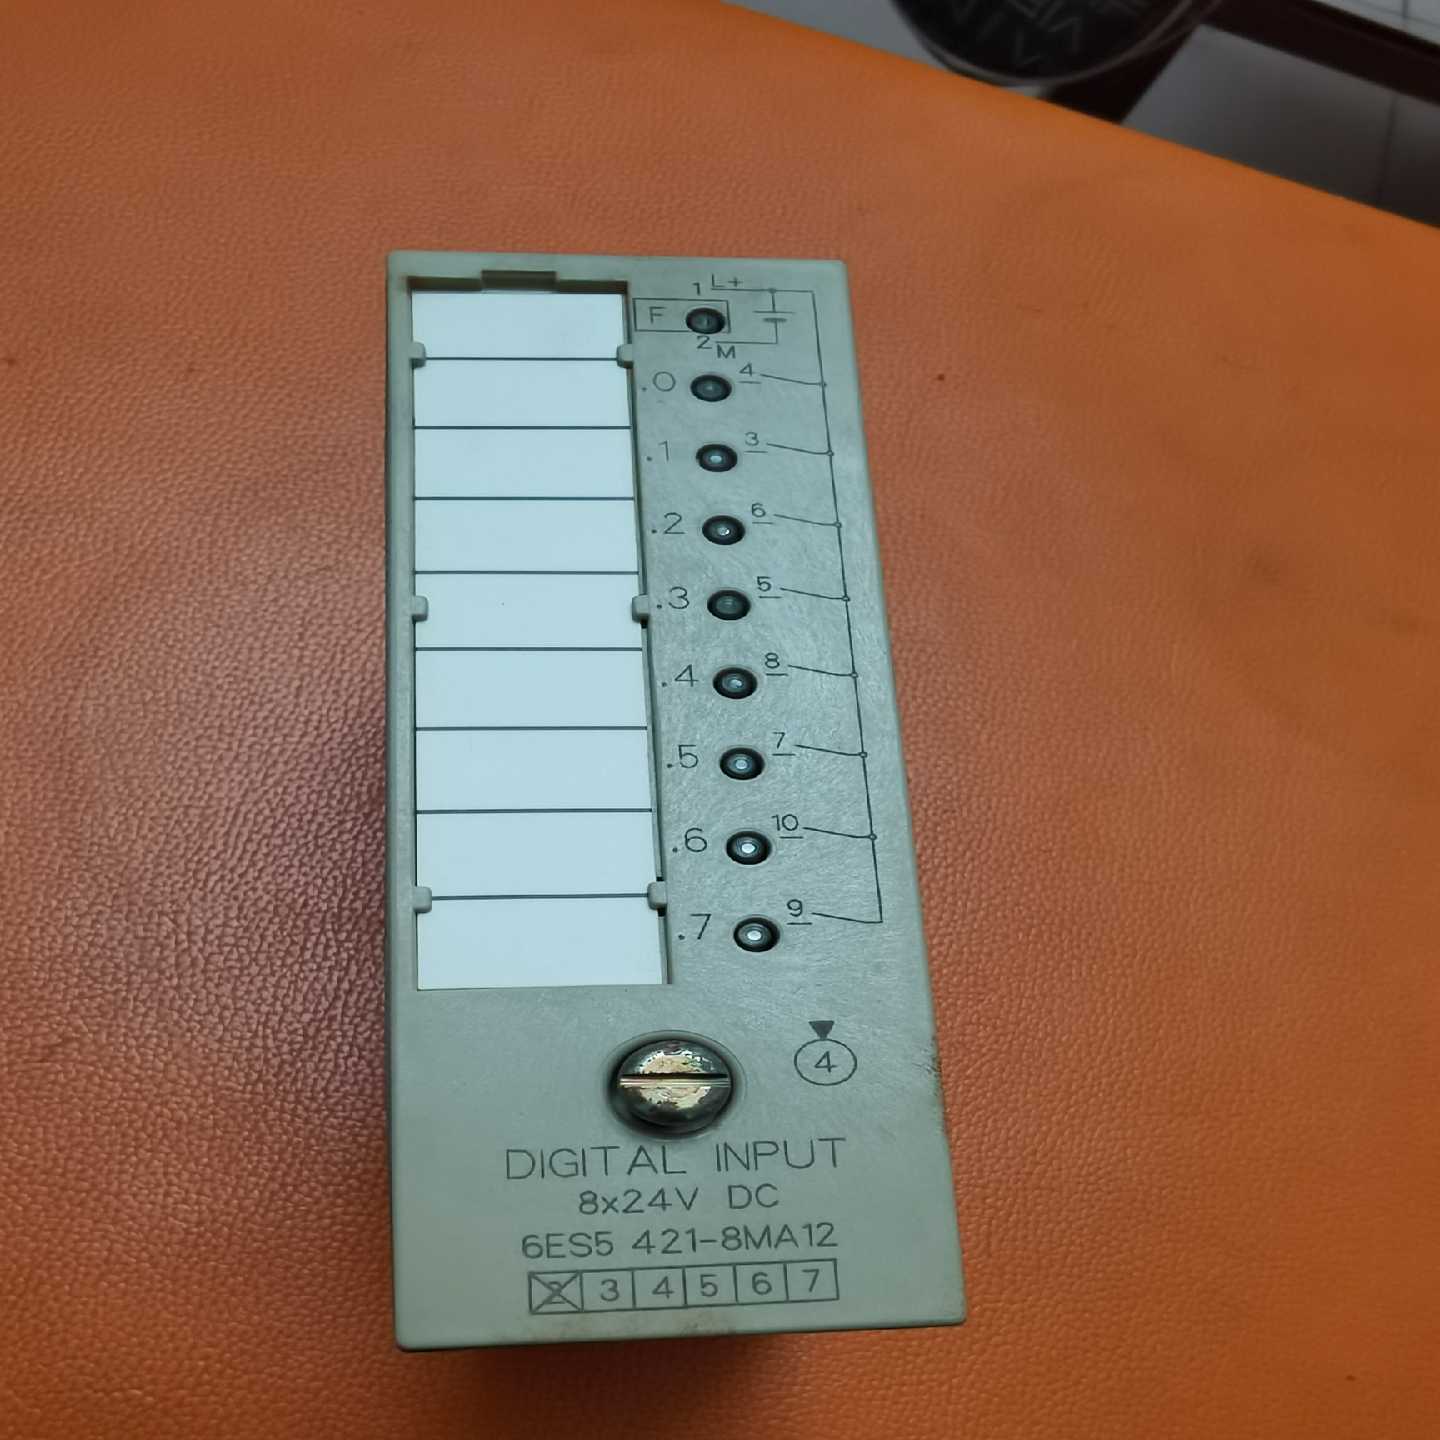 1 L+
F
2 M
.0 4
.1 3
.2 6
.3 5
.4 8
.5 7
.6 10
.7 9
4
DIGITAL INPUT
8x24V DC
6ES5 421-8MA12
2 3 4 5 6 7